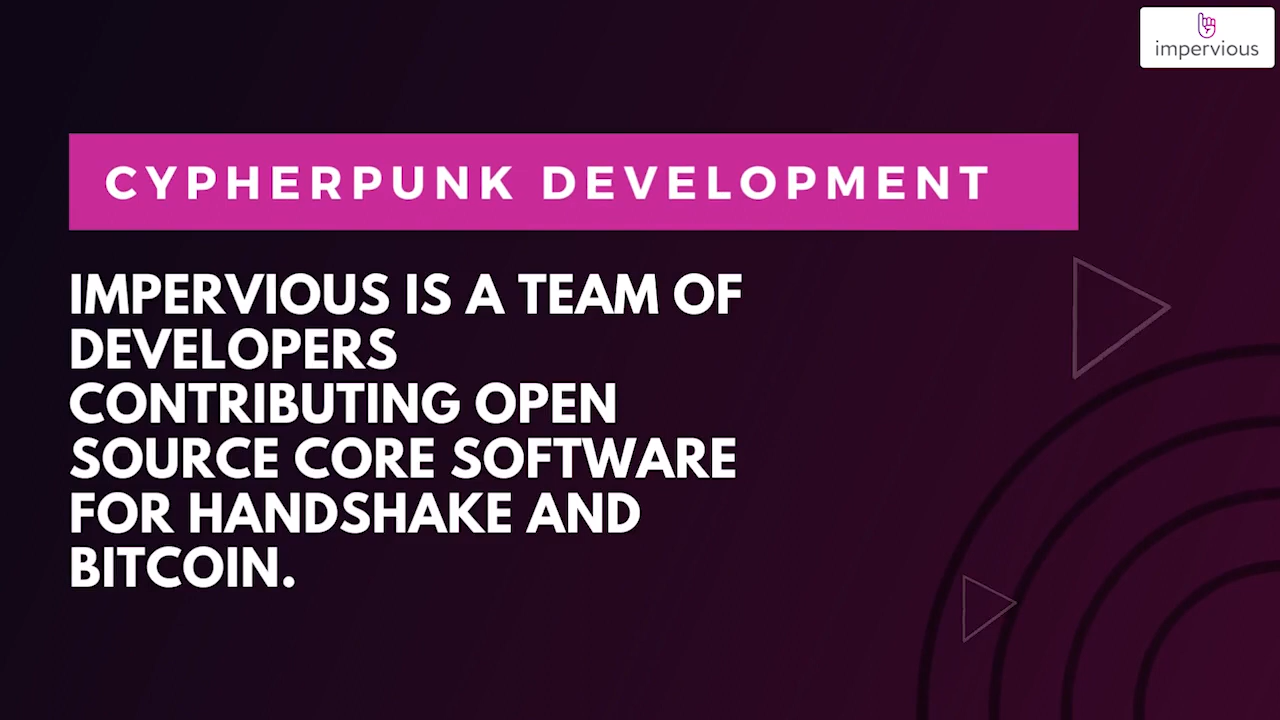 impervious
CYPHERPUNK DEVELOPMENT
IMPERVIOUS IS A TEAM OF
DEVELOPERS
CONTRIBUTING OPEN
SOURCE CORE SOFTWARE
FOR HANDSHAKE AND
BITCOIN.